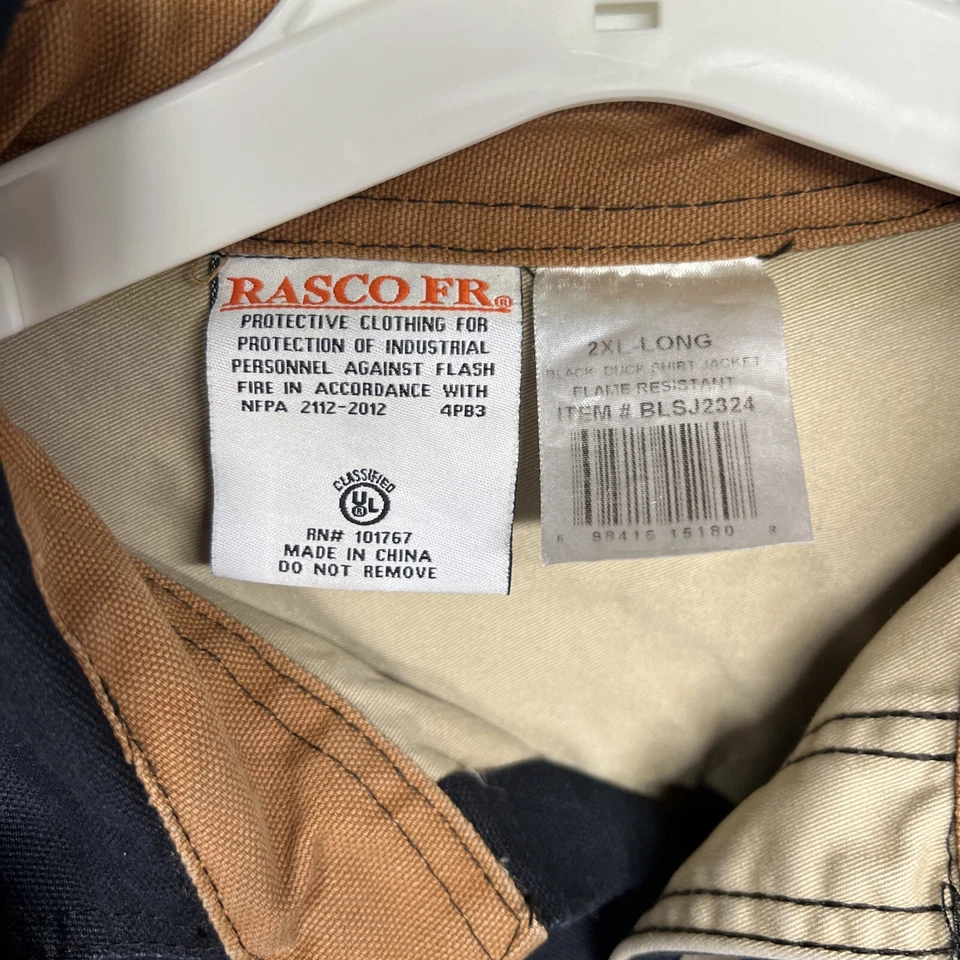 RASCO FR®
PROTECTIVE CLOTHING FOR
PROTECTION OF INDUSTRIAL
PERSONNEL AGAINST FLASH
FIRE IN ACCORDANCE WITH
NFPA 2112-2012 4PB3
CLASSIFIED
UL®
RN# 101767
MADE IN CHINA
DO NOT REMOVE
2XL-LONG
BLACK DUCK SHIRT JACKET
FLAME RESISTANT
ITEM # BLSJ2324
6 98416 15180 8